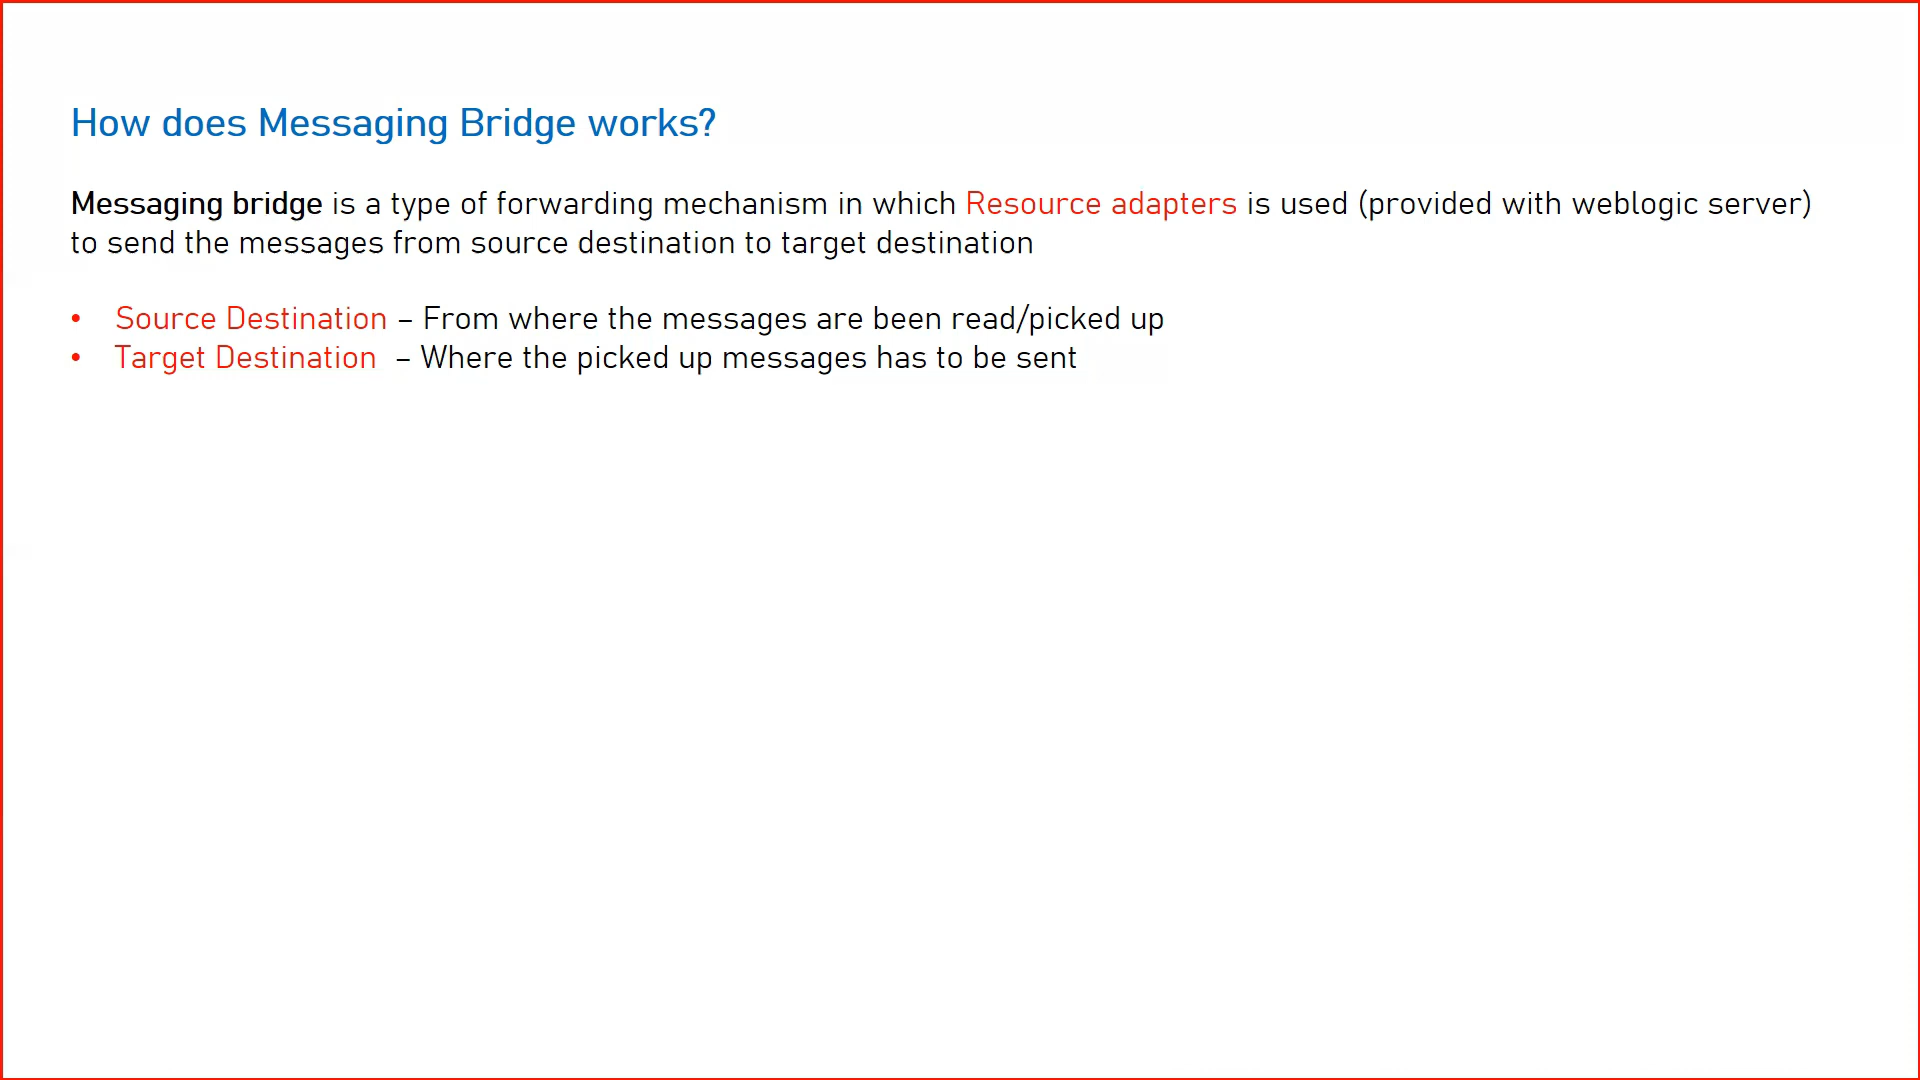 How does Messaging Bridge works?
Messaging bridge is a type of forwarding mechanism in which Resource adapters is used (provided with weblogic server)
to send the messages from source destination to target destination
• Source Destination – From where the messages are been read/picked up
• Target Destination – Where the picked up messages has to be sent